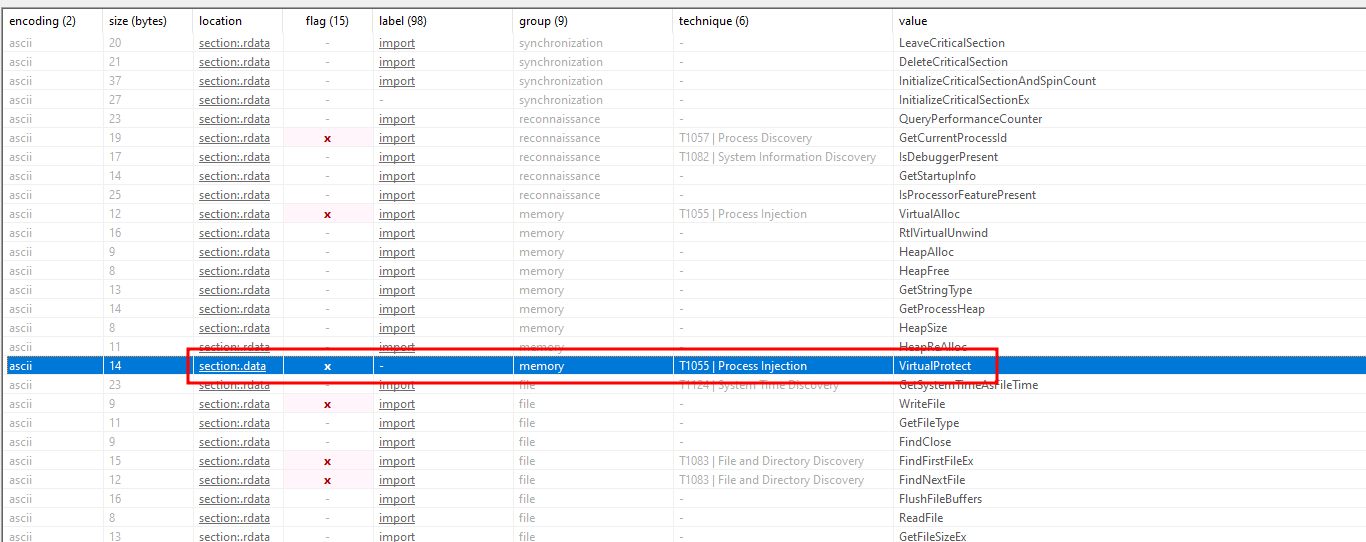 encoding (2) size (bytes) location flag (15) label (98) group (9) technique (6) value
ascii 20 section:.rdata - import synchronization - LeaveCriticalSection
ascii 21 section:.rdata - import synchronization - DeleteCriticalSection
ascii 37 section:.rdata - import synchronization - InitializeCriticalSectionAndSpinCount
ascii 27 section:.rdata - - synchronization - InitializeCriticalSectionEx
ascii 23 section:.rdata - import reconnaissance - QueryPerformanceCounter
ascii 19 section:.rdata x import reconnaissance T1057 | Process Discovery GetCurrentProcessId
ascii 17 section:.rdata - import reconnaissance T1082 | System Information Discovery IsDebuggerPresent
ascii 14 section:.rdata - import reconnaissance - GetStartupInfo
ascii 25 section:.rdata - import reconnaissance - IsProcessorFeaturePresent
ascii 12 section:.rdata x import memory T1055 | Process Injection VirtualAlloc
ascii 16 section:.rdata - import memory - RtlVirtualUnwind
ascii 9 section:.rdata - import memory - HeapAlloc
ascii 8 section:.rdata - import memory - HeapFree
ascii 13 section:.rdata - import memory - GetStringType
ascii 14 section:.rdata - import memory - GetProcessHeap
ascii 8 section:.rdata - import memory - HeapSize
ascii 11 section:.rdata - import memory - HeapReAlloc
ascii 14 section:.data x - memory T1055 | Process Injection VirtualProtect
ascii 23 section:.rdata - import file T1124 | System Time Discovery GetSystemTimeAsFileTime
ascii 9 section:.rdata x import file - WriteFile
ascii 11 section:.rdata - import file - GetFileType
ascii 9 section:.rdata - import file - FindClose
ascii 15 section:.rdata x import file T1083 | File and Directory Discovery FindFirstFileEx
ascii 12 section:.rdata x import file T1083 | File and Directory Discovery FindNextFile
ascii 16 section:.rdata - import file - FlushFileBuffers
ascii 8 section:.rdata - import file - ReadFile
ascii 13 section:.rdata - import file - GetFileSizeEx